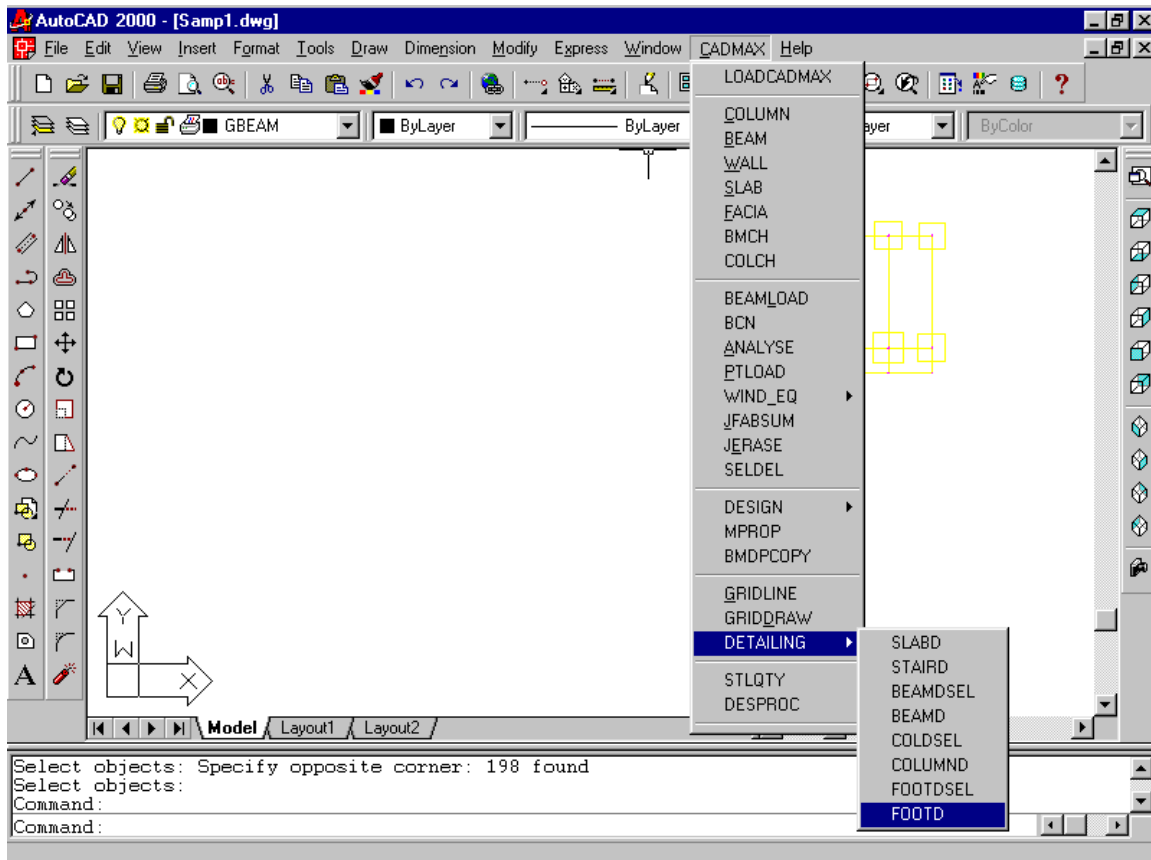 AutoCAD 2000 - [Samp1.dwg]
File Edit View Insert Format Tools Draw Dimension Modify Express Window CADMAX Help
GBEAM ByLayer ByLayer ayer ByColor
LOADCADMAX
COLUMN
BEAM
WALL
SLAB
FACIA
BMCH
COLCH
BEAMLOAD
BCN
ANALYSE
PTLOAD
WIND_EQ
JFABSUM
JERASE
SELDEL
DESIGN
MPROP
BMDPCOPY
GRIDLINE
GRIDDRAW
DETAILING
STLQTY
DESPROC
SLABD
STAIRD
BEAMDSEL
BEAMD
COLDSEL
COLUMND
FOOTDSEL
FOOTD
Y
W
X
A
Model Layout1 Layout2
Select objects: Specify opposite corner: 198 found
Select objects:
Command:
Command: